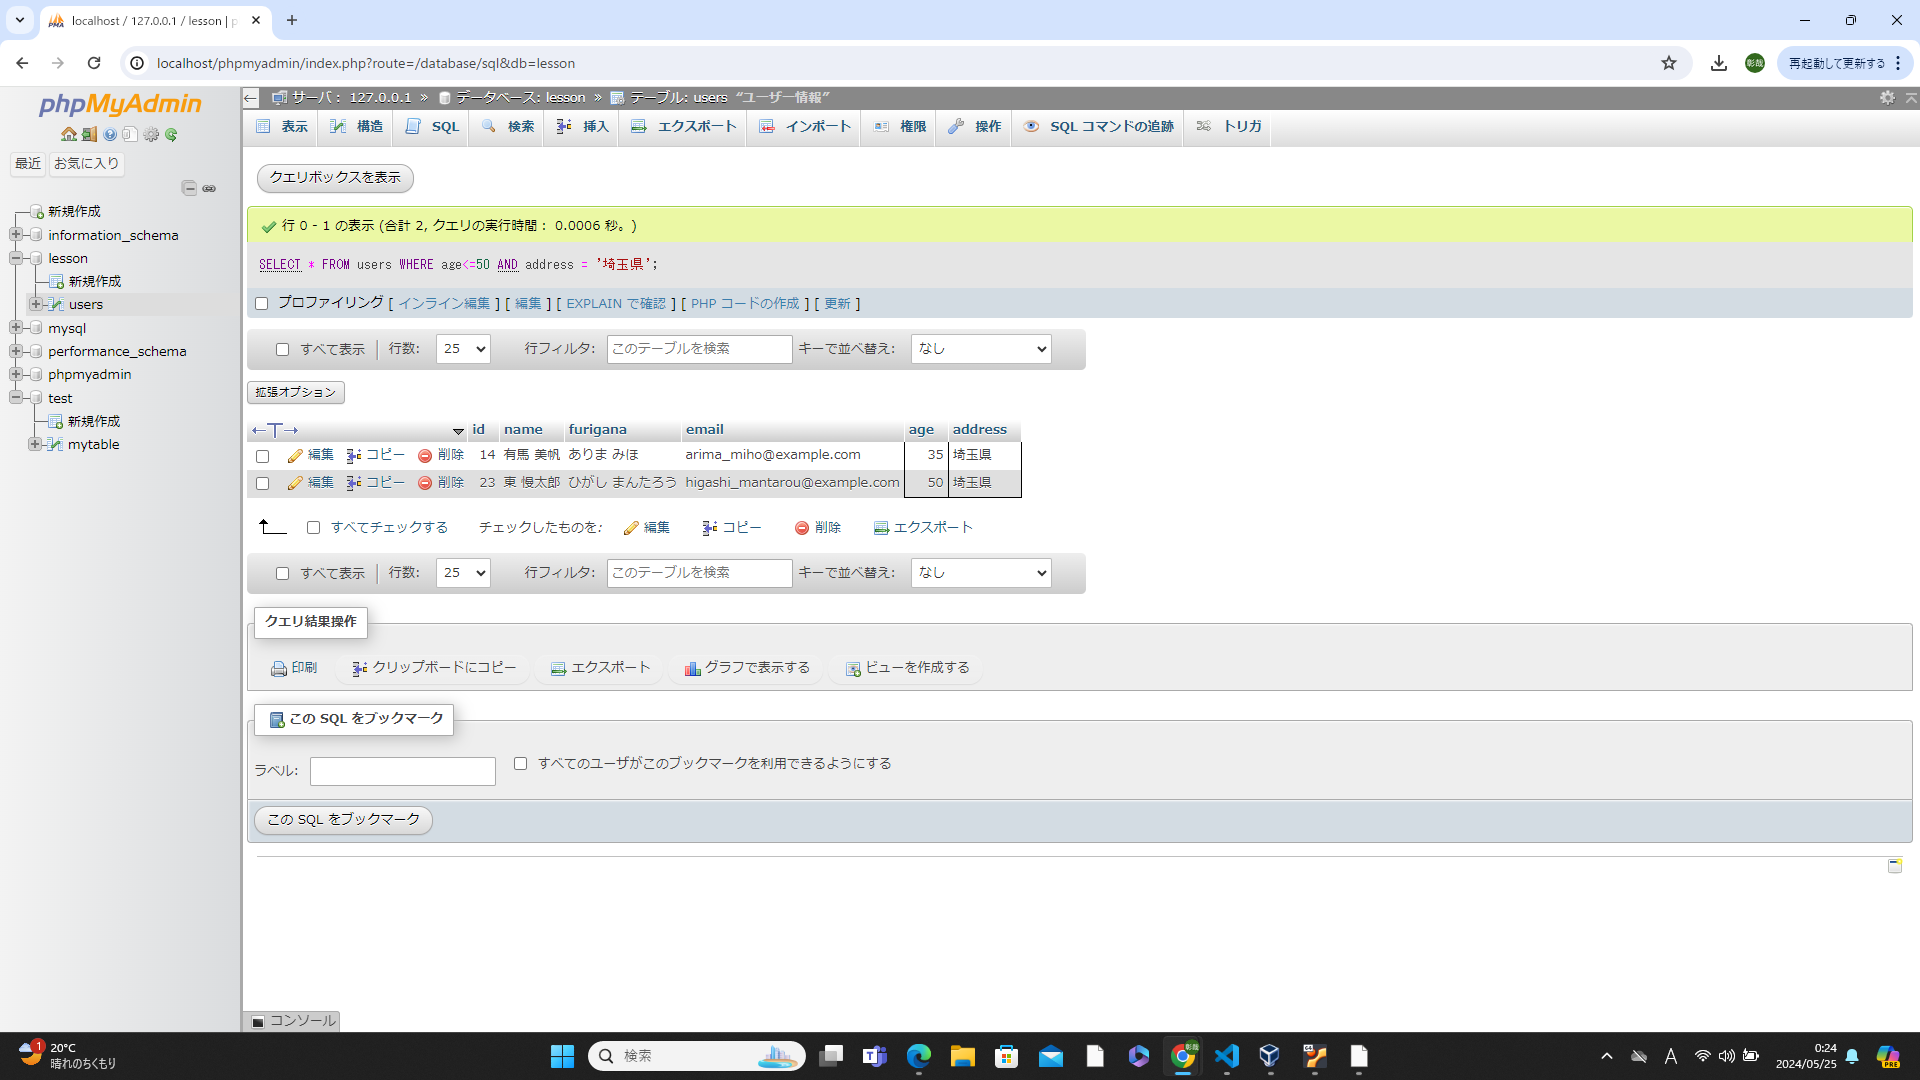 localhost / 127.0.0.1 / lesson | p
localhost/phpmyadmin/index.php?route=/database/sql&db=lesson
彰哉
再起動して更新する
phpMyAdmin
最近
お気に入り
新規作成
information_schema
lesson
新規作成
users
mysql
performance_schema
phpmyadmin
test
新規作成
mytable
サーバ： 127.0.0.1 » データベース: lesson » テーブル: users “ユーザー情報”
表示 構造 SQL 検索 挿入 エクスポート インポート 権限 操作 SQL コマンドの追跡 トリガ
クエリボックスを表示
行 0 - 1 の表示 (合計 2, クエリの実行時間： 0.0006 秒。)
SELECT * FROM users WHERE age<=50 AND address = '埼玉県';
プロファイリング [ インライン編集 ] [ 編集 ] [ EXPLAIN で確認 ] [ PHP コードの作成 ] [ 更新 ]
すべて表示 行数: 25 行フィルタ: このテーブルを検索 キーで並べ替え: なし
拡張オプション
id name furigana email age address
編集 コピー 削除 14 有馬 美帆 ありま みほ arima_miho@example.com 35 埼玉県
編集 コピー 削除 23 東 慢太郎 ひがし まんたろう higashi_mantarou@example.com 50 埼玉県
すべてチェックする チェックしたものを: 編集 コピー 削除 エクスポート
すべて表示 行数: 25 行フィルタ: このテーブルを検索 キーで並べ替え: なし
クエリ結果操作
印刷 クリップボードにコピー エクスポート グラフで表示する ビューを作成する
この SQL をブックマーク
ラベル: すべてのユーザがこのブックマークを利用できるようにする
この SQL をブックマーク
コンソール
1
20°C
晴れのちくもり
検索
彰哉
64
A
0:24
2024/05/25
PRE